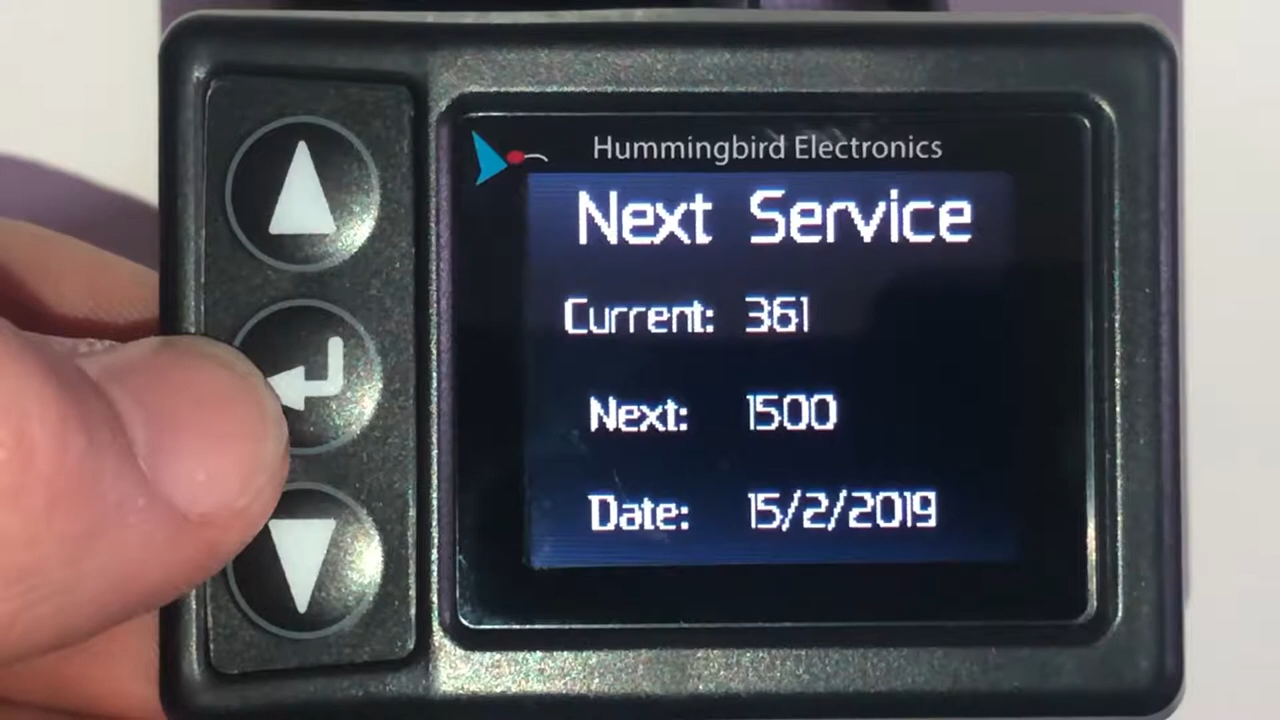 Hummingbird Electronics
Next Service
Current: 361
Next: 1500
Date: 15/2/2019